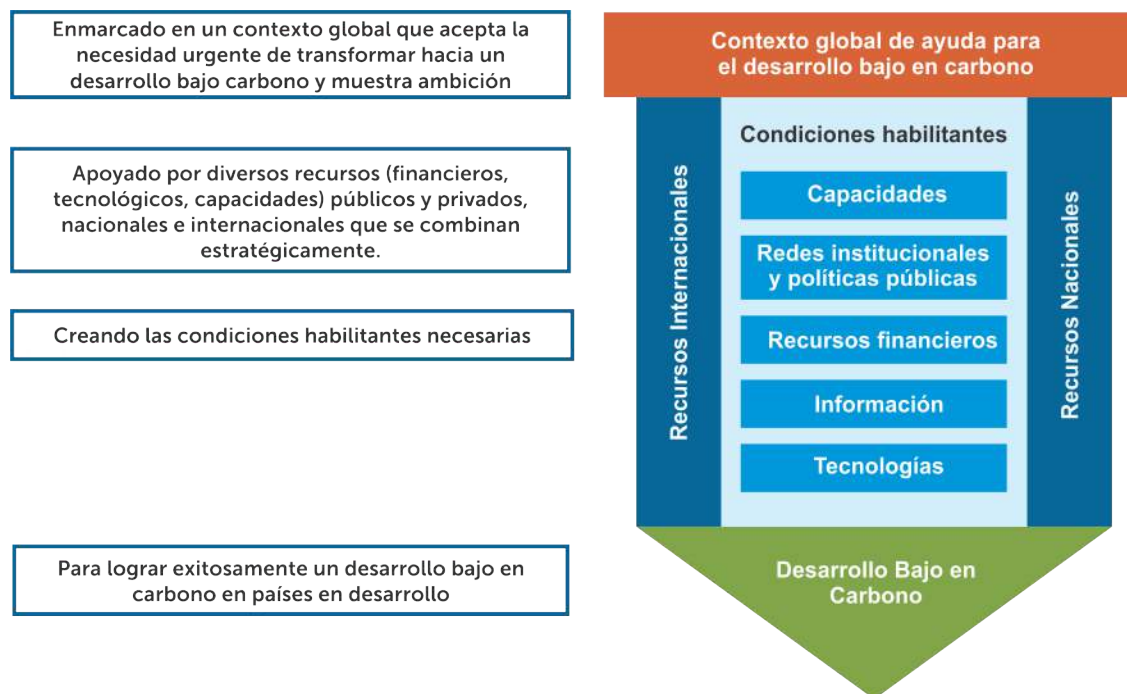 Enmarcado en un contexto global que acepta la
necesidad urgente de transformar hacia un
desarrollo bajo carbono y muestra ambición
Apoyado por diversos recursos (financieros,
tecnológicos, capacidades) públicos y privados,
nacionales e internacionales que se combinan
estratégicamente.
Creando las condiciones habilitantes necesarias
Para lograr exitosamente un desarrollo bajo en
carbono en países en desarrollo
Contexto global de ayuda para
el desarrollo bajo en carbono
Recursos Internacionales
Condiciones habilitantes
Capacidades
Redes institucionales
y políticas públicas
Recursos financieros
Información
Tecnologías
Recursos Nacionales
Desarrollo Bajo en
Carbono